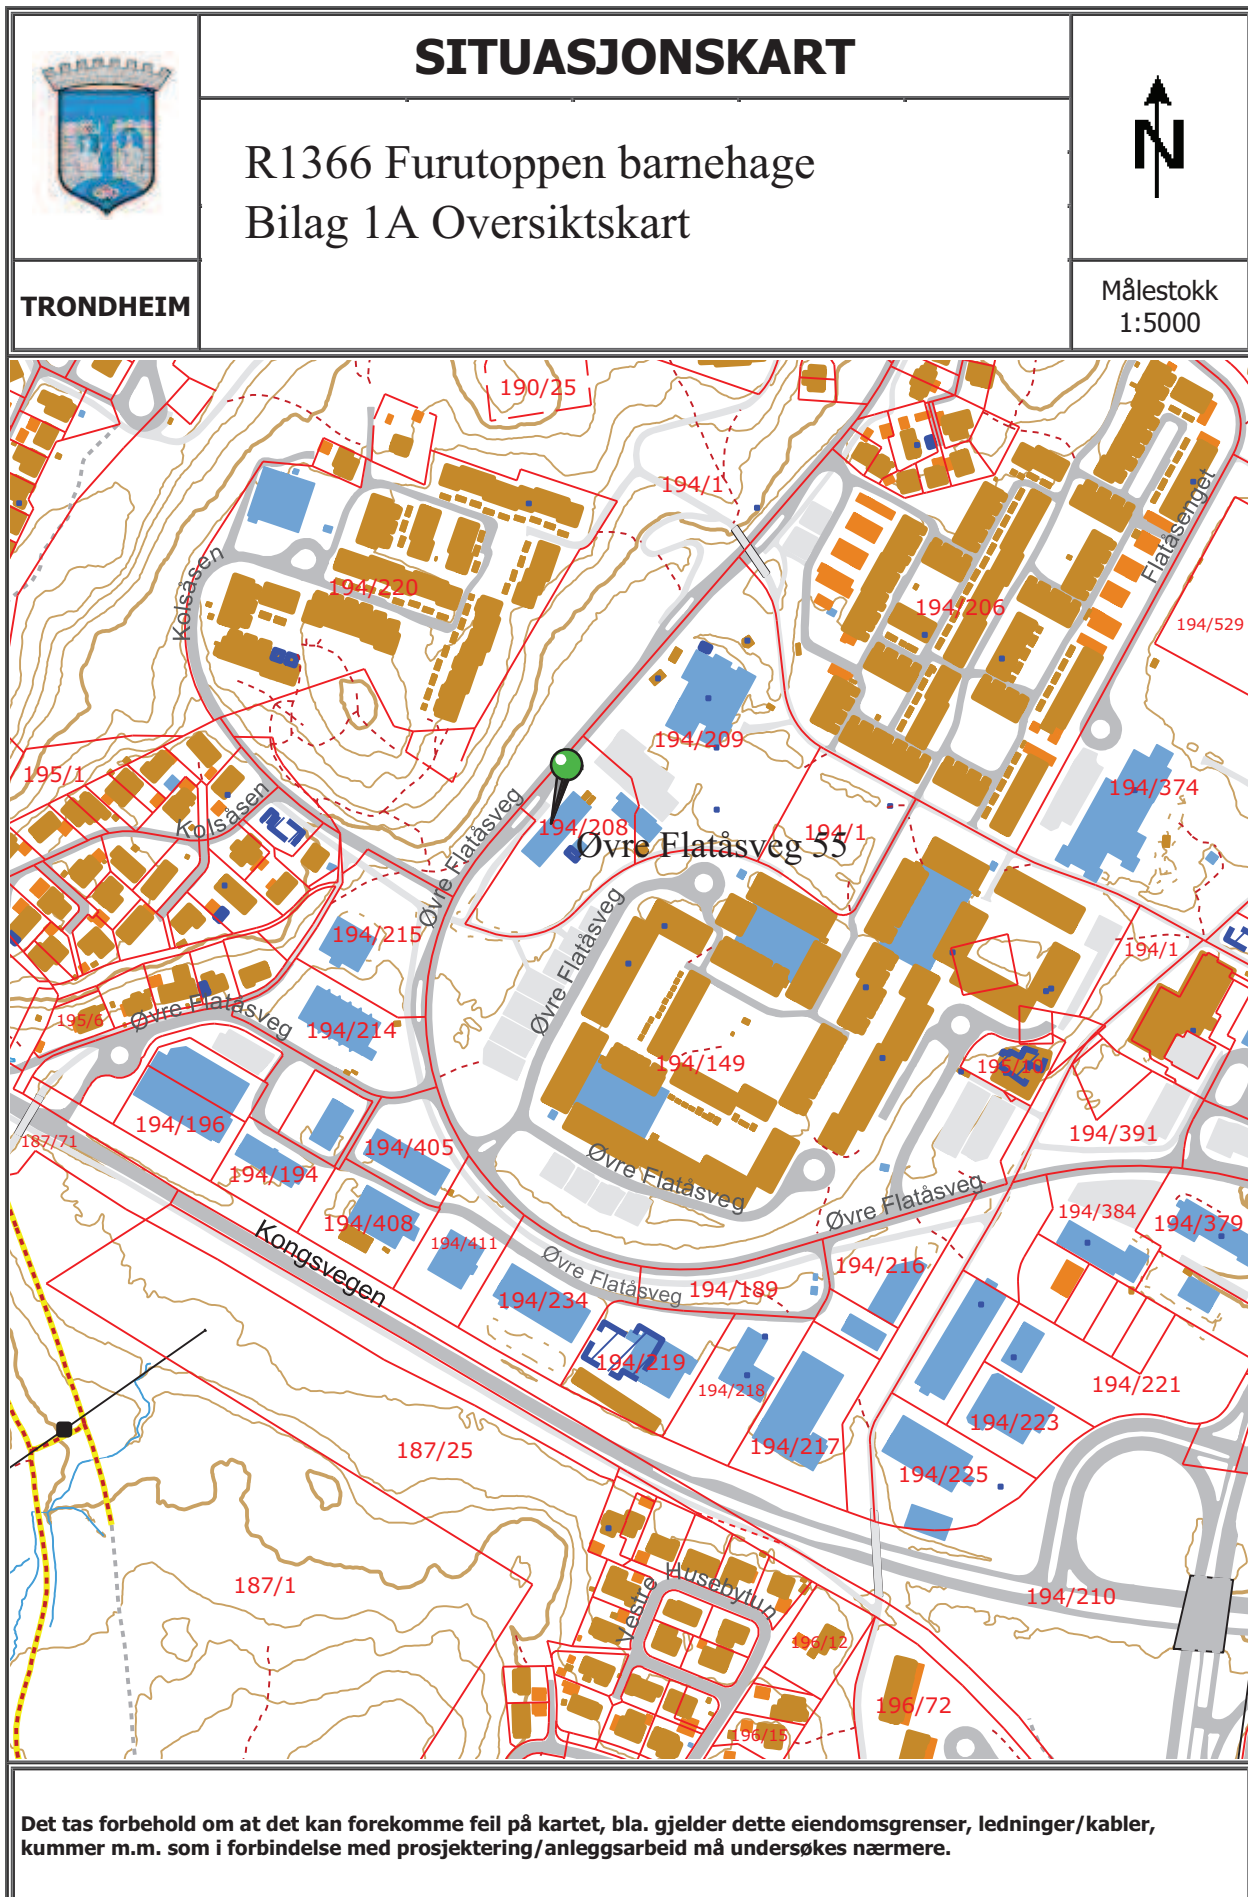 SITUASJONSKART
R1366 Furutoppen barnehage
Bilag 1A Oversiktskart
N
TRONDHEIM
Målestokk
1:5000
190/25
194/1
Flatåsenget
Kolsåsen
194/220
194/206
194/529
194/209
195/1
194/374
Kolsåsen
194/208
194/1
Øvre Flatåsveg 55
Øvre Flatåsveg
Øvre Flatåsveg
194/215
194/1
195/6
Øvre Flatåsveg
194/214
194/149
195/10
194/196
187/71
194/405
194/391
194/194
Øvre Flatåsveg
Øvre Flatåsveg
194/408
194/384
194/379
194/411
Kongsvegen
Øvre Flatåsveg
194/216
194/189
194/234
194/219
194/218
194/221
194/223
194/217
187/25
194/225
187/1
Vestre Husebytun
194/210
196/12
196/72
196/15
Det tas forbehold om at det kan forekomme feil på kartet, bla. gjelder dette eiendomsgrenser, ledninger/kabler,
kummer m.m. som i forbindelse med prosjektering/anleggsarbeid må undersøkes nærmere.